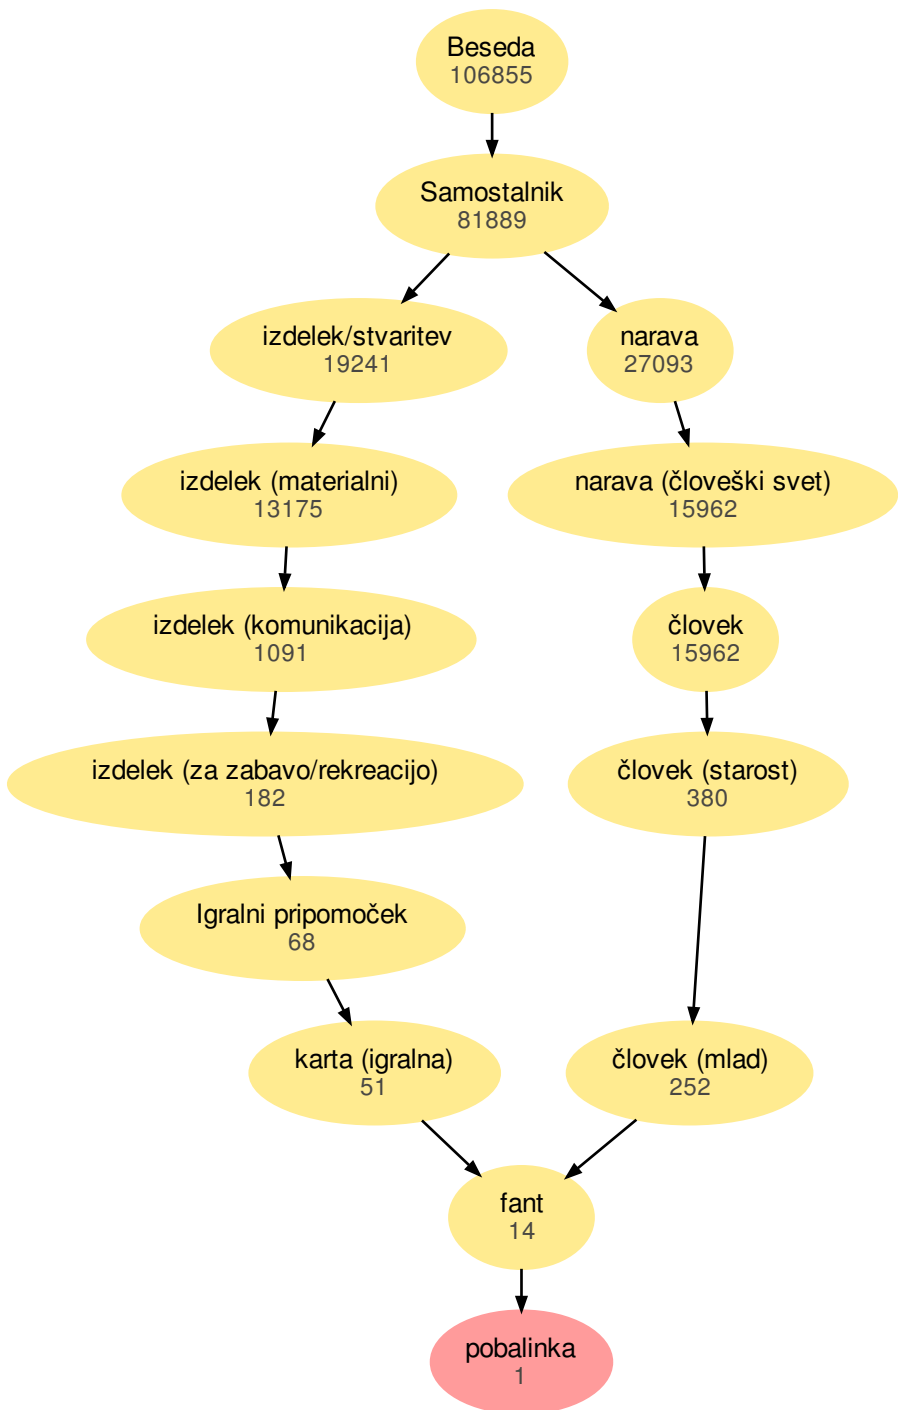 Beseda
106855
Samostalnik
81889
izdelek/stvaritev
19241
narava
27093
izdelek (materialni)
13175
narava (človeški svet)
15962
izdelek (komunikacija)
1091
človek
15962
izdelek (za zabavo/rekreacijo)
182
človek (starost)
380
Igralni pripomoček
68
karta (igralna)
51
človek (mlad)
252
fant
14
pobalinka
1